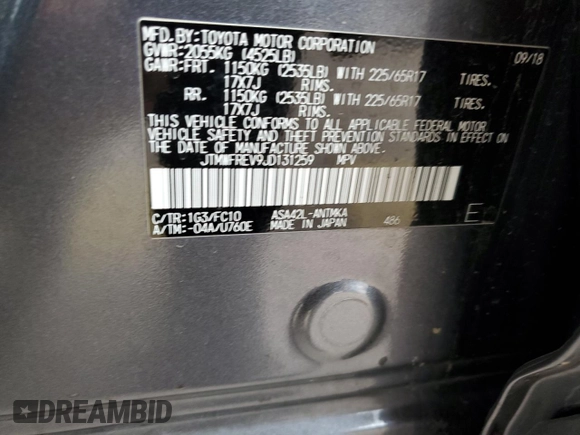 MFD.BY:TOYOTA MOTOR CORPORATION 09/18
GVWR:2055KG (4525LB)
GAWR:FRT. 1150KG (2535LB) WITH 225/65R17 TIRES.
17X7J RIMS.
RR. 1150KG (2535LB) WITH 225/65R17 TIRES.
17X7J RIMS.
THIS VEHICLE CONFORMS TO ALL APPLICABLE FEDERAL MOTOR
VEHICLE SAFETY AND THEFT PREVENTION STANDARDS IN EFFECT ON
THE DATE OF MANUFACTURE SHOWN ABOVE.
JTMWFREV9JD131259 MPV
C/TR:1G3/FC10 ASA42L-ANTMKA
A/TM:-04A/U760E MADE IN JAPAN 486 E
DREAMBID